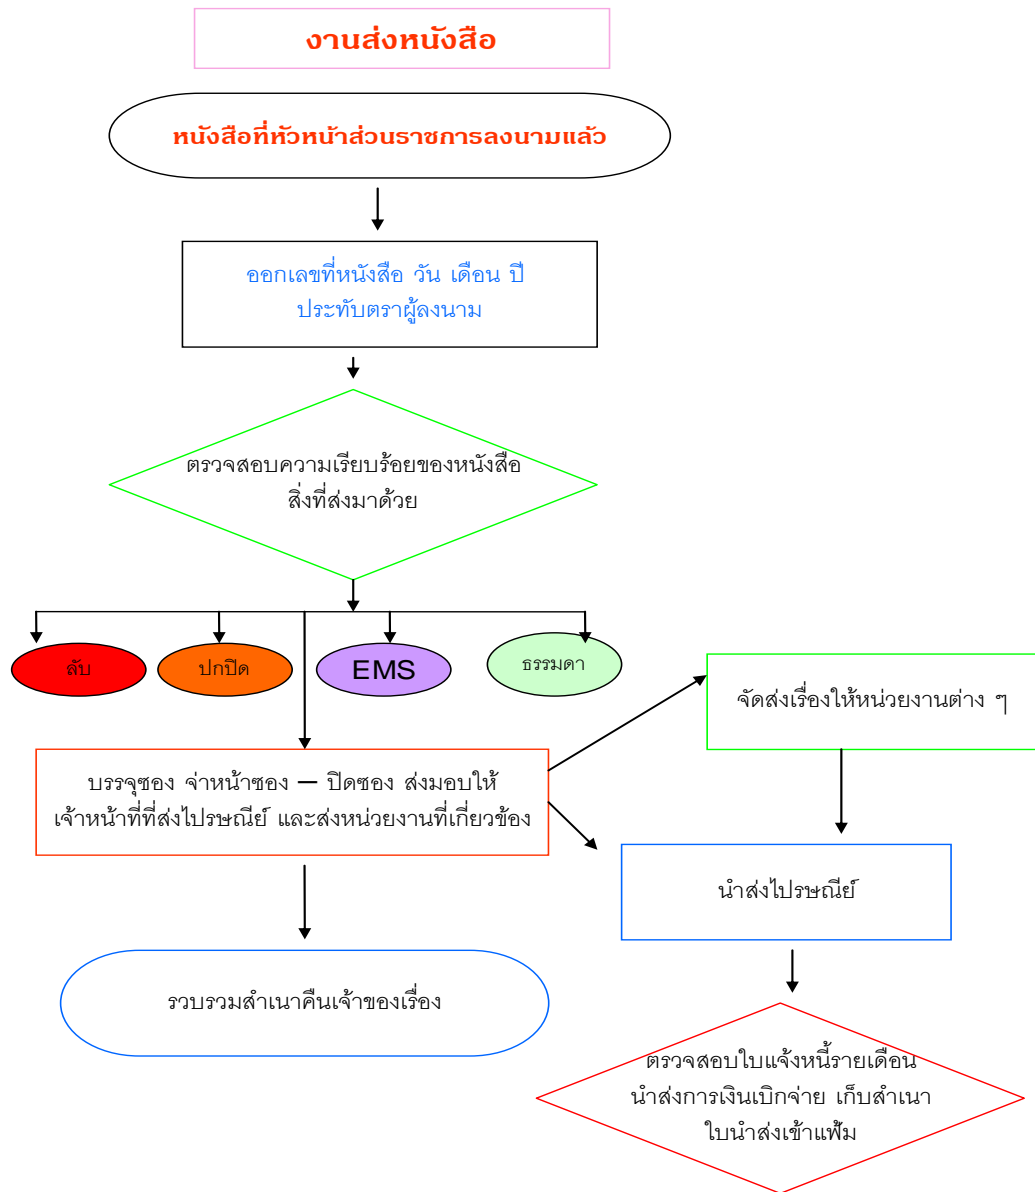 งานส่งหนังสือ
หนังสือที่หัวหน้าส่วนราชการลงนามแล้ว
ออกเลขที่หนังสือ วัน เดือน ปี
ประทับตราผู้ลงนาม
ตรวจสอบความเรียบร้อยของหนังสือ
สิ่งที่ส่งมาด้วย
ลับ
ปกปิด
EMS
ธรรมดา
จัดส่งเรื่องให้หน่วยงานต่าง ๆ
บรรจุซอง จ่าหน้าซอง – ปิดซอง ส่งมอบให้
เจ้าหน้าที่ที่ส่งไปรษณีย์ และส่งหน่วยงานที่เกี่ยวข้อง
นำส่งไปรษณีย์
รวบรวมสำเนาคืนเจ้าของเรื่อง
ตรวจสอบใบแจ้งหนี้รายเดือน
นำส่งการเงินเบิกจ่าย เก็บสำเนา
ใบนำส่งเข้าแฟ้ม